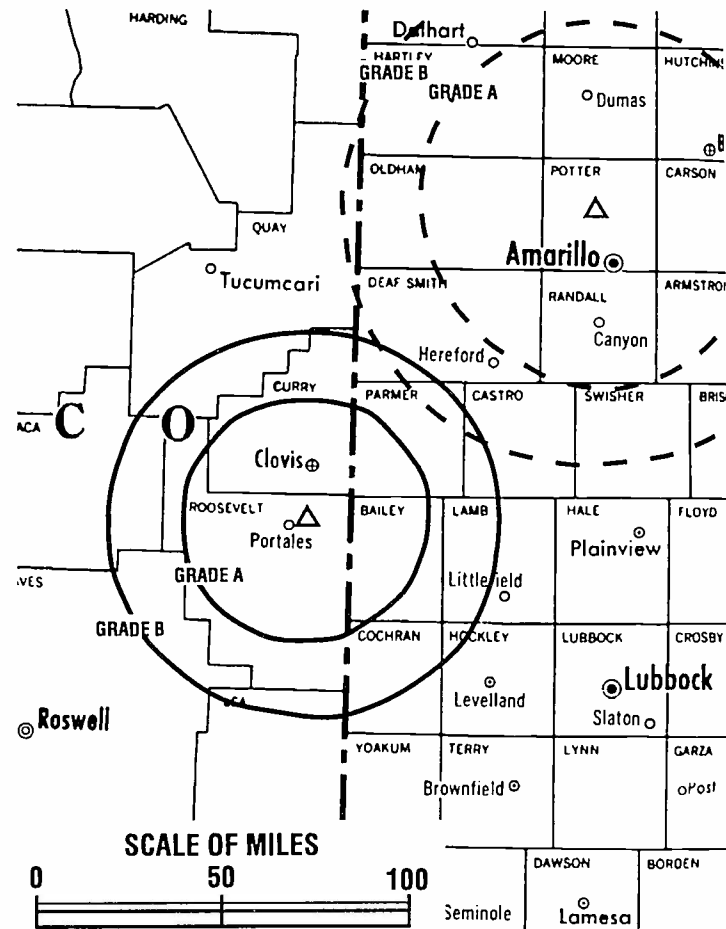 HARDING
Dalhart
HARTLEY
GRADE B
MOORE
GRADE A
Dumas
OLDHAM
POTTER
CARSON
QUAY
Amarillo
Tucumcari
DEAF SMITH
RANDALL
Canyon
Hereford
CURRY
PARMER
CASTRO
SWISHER
ACA
C
O
Clovis
ROOSEVELT
BAILEY
LAMB
HALE
FLOYD
Portales
Plainview
AVES
GRADE A
Littlefield
GRADE B
COCHRAN
HOCKLEY
LUBBOCK
CROSBY
Levelland
Lubbock
Slaton
Roswell
YOAKUM
TERRY
LYNN
GARZA
Brownfield
Post
SCALE OF MILES
0
50
100
DAWSON
BORDEN
Seminole
Lamesa